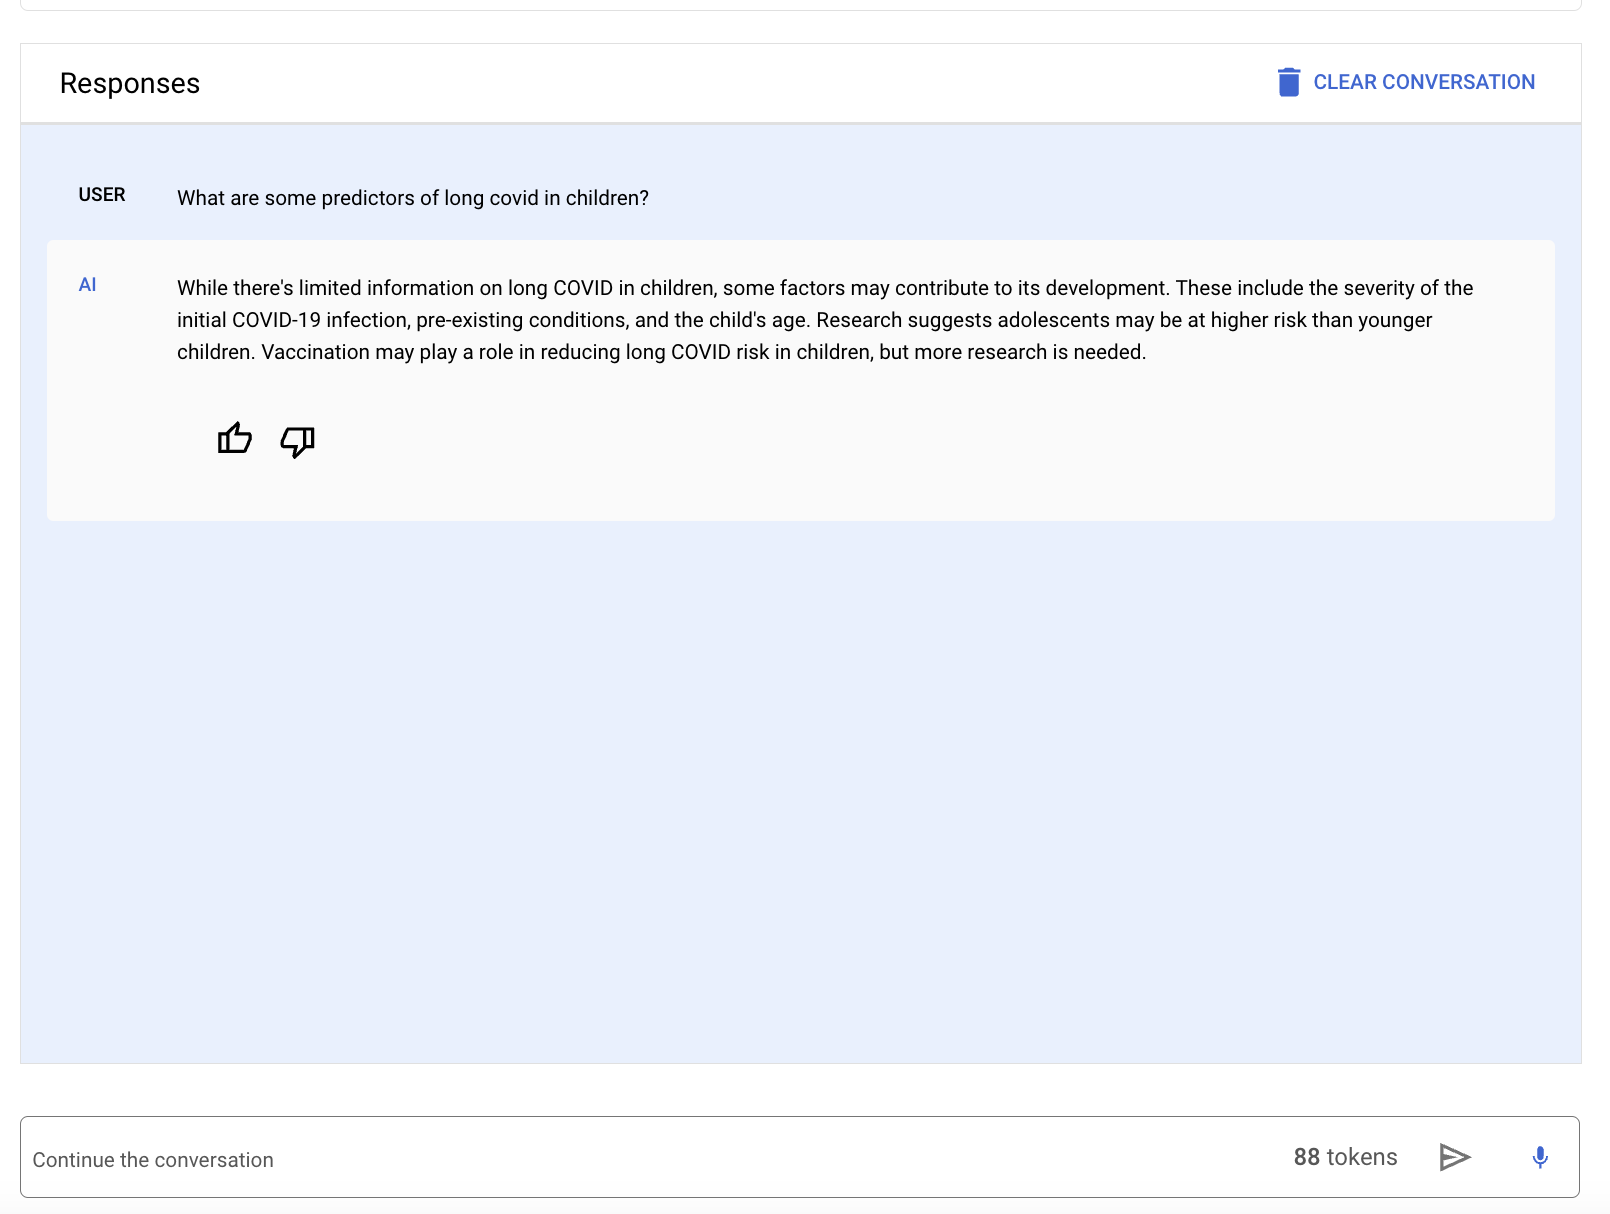 Responses
CLEAR CONVERSATION
USER
What are some predictors of long covid in children?
AI
While there's limited information on long COVID in children, some factors may contribute to its development. These include the severity of the
initial COVID-19 infection, pre-existing conditions, and the child's age. Research suggests adolescents may be at higher risk than younger
children. Vaccination may play a role in reducing long COVID risk in children, but more research is needed.
Continue the conversation
88 tokens